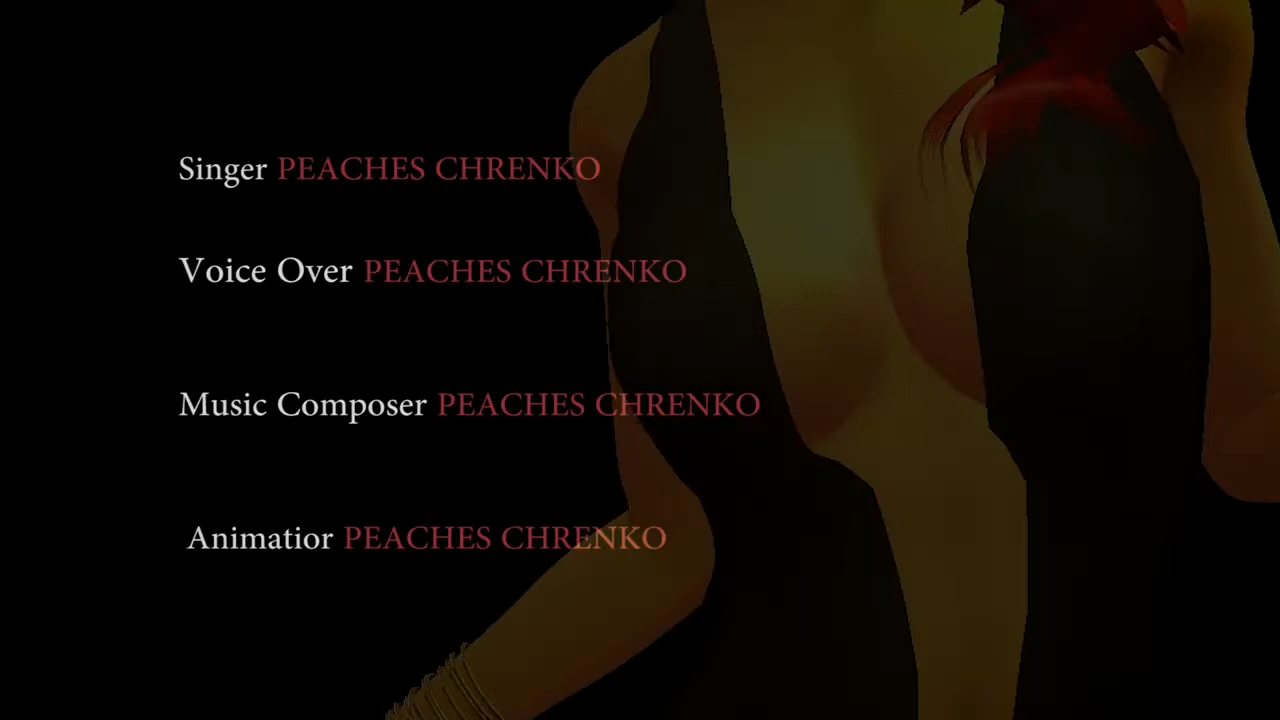 Singer PEACHES CHRENKO
Voice Over PEACHES CHRENKO
Music Composer PEACHES CHRENKO
Animatior PEACHES CHRENKO